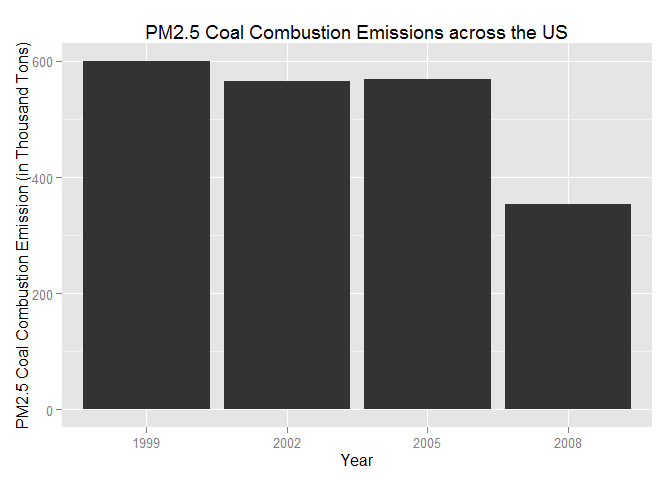 PM2.5 Coal Combustion Emissions across the US
PM2.5 Coal Combustion Emission (in Thousand Tons)
600
400
200
0
1999 2002 2005 2008
Year